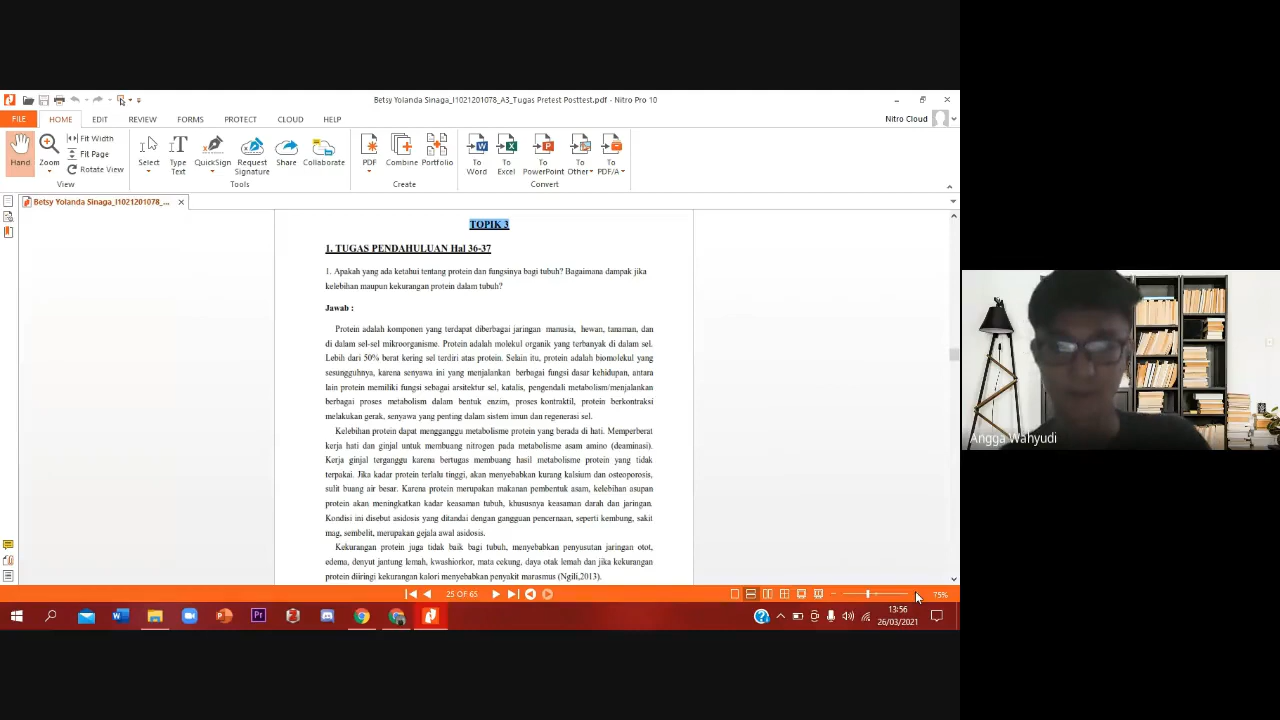 Betsy Yolanda Sinaga_I1021201078_A3_Tugas Pretest Posttest.pdf - Nitro Pro 10
FILE HOME EDIT REVIEW FORMS PROTECT CLOUD HELP Nitro Cloud
Hand Zoom Fit Width Fit Page Rotate View Select Type Text QuickSign Request Signature Share Collaborate PDF Combine Portfolio To Word To Excel To PowerPoint To Other To PDF/A
View Tools Create Convert
Betsy Yolanda Sinaga_I1021201078_...
TOPIK 3
1. TUGAS PENDAHULUAN Hal 36-37
1. Apakah yang ada ketahui tentang protein dan fungsinya bagi tubuh? Bagaimana dampak jika
kelebihan maupun kekurangan protein dalam tubuh?
Jawab :
Protein adalah komponen yang terdapat diberbagai jaringan manusia, hewan, tanaman, dan
di dalam sel-sel mikroorganisme. Protein adalah molekul organik yang terbanyak di dalam sel.
Lebih dari 50% berat kering sel terdiri atas protein. Selain itu, protein adalah biomolekul yang
sesungguhnya, karena senyawa ini yang menjalankan berbagai fungsi dasar kehidupan, antara
lain protein memiliki fungsi sebagai arsitektur sel, katalis, pengendali metabolism/menjalankan
berbagai proses metabolism dalam bentuk enzim, proses kontraktil, protein berkontraksi
melakukan gerak, senyawa yang penting dalam sistem imun dan regenerasi sel.
Kelebihan protein dapat mengganggu metabolisme protein yang berada di hati. Memperberat
kerja hati dan ginjal untuk membuang nitrogen pada metabolisme asam amino (deaminasi).
Kerja ginjal terganggu karena bertugas membuang hasil metabolisme protein yang tidak
terpakai. Jika kadar protein terlalu tinggi, akan menyebabkan kurang kalsium dan osteoporosis,
sulit buang air besar. Karena protein merupakan makanan pembentuk asam, kelebihan asupan
protein akan meningkatkan kadar keasaman tubuh, khususnya keasaman darah dan jaringan.
Kondisi ini disebut asidosis yang ditandai dengan gangguan pencernaan, seperti kembung, sakit
mag, sembelit, merupakan gejala awal asidosis.
Kekurangan protein juga tidak baik bagi tubuh, menyebabkan penyusutan jaringan otot,
edema, denyut jantung lemah, kwashiorkor, mata cekung, daya otak lemah dan jika kekurangan
protein diiringi kekurangan kalori menyebabkan penyakit marasmus (Ngili,2013).
25 OF 65
75%
13:56
26/03/2021
Angga Wahyudi